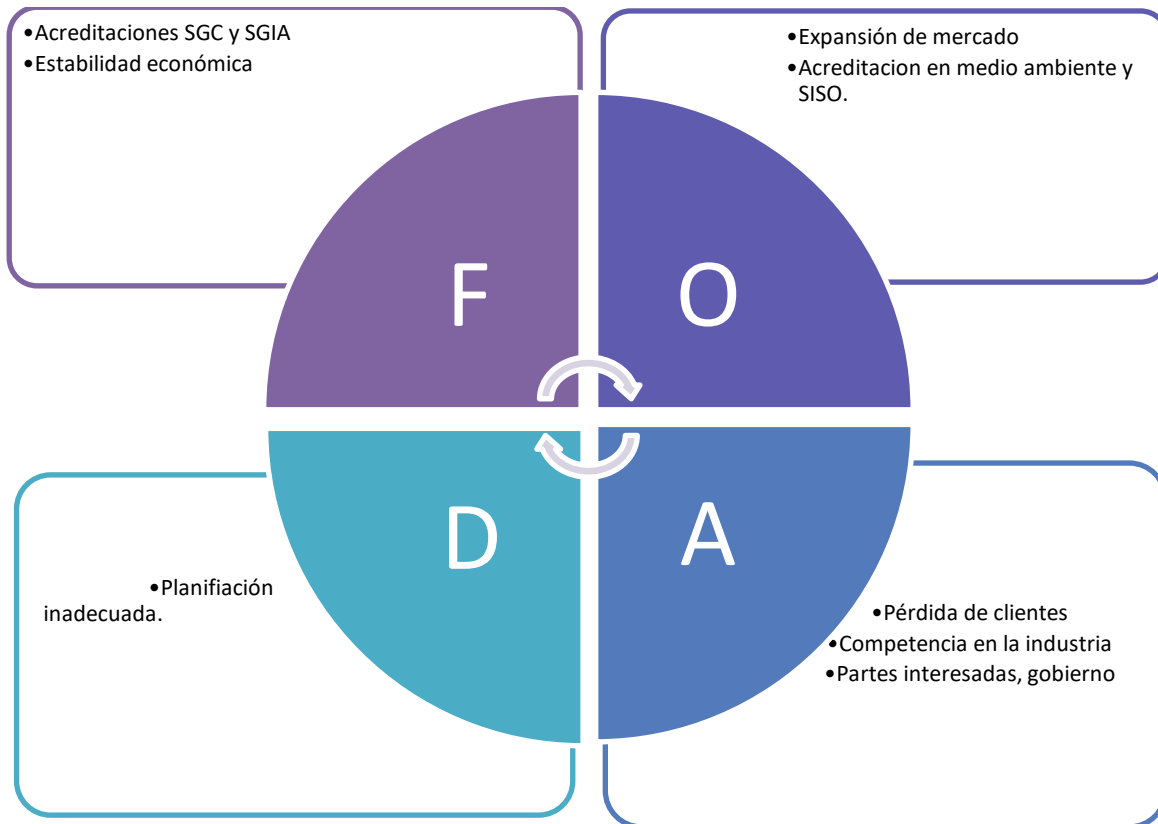 •Acreditaciones SGC y SGIA
•Estabilidad económica
•Expansión de mercado
•Acreditacion en medio ambiente y
SISO.
F
O
D
A
•Planifiación
inadecuada.
•Pérdida de clientes
•Competencia en la industria
•Partes interesadas, gobierno